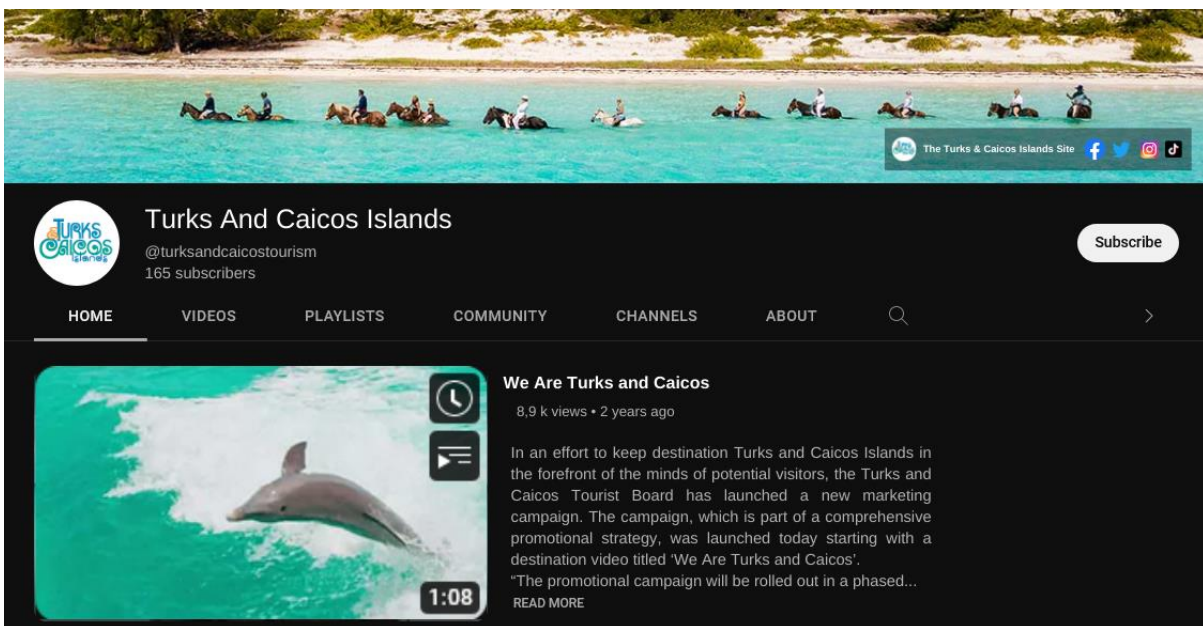 The Turks & Caicos Islands Site
TURKS
CAICOS
Islands
Turks And Caicos Islands
@turksandcaicostourism
165 subscribers
Subscribe
HOME VIDEOS PLAYLISTS COMMUNITY CHANNELS ABOUT
We Are Turks and Caicos
8,9 k views • 2 years ago
In an effort to keep destination Turks and Caicos Islands in
the forefront of the minds of potential visitors, the Turks and
Caicos Tourist Board has launched a new marketing
campaign. The campaign, which is part of a comprehensive
promotional strategy, was launched today starting with a
destination video titled ‘We Are Turks and Caicos’.
“The promotional campaign will be rolled out in a phased...
READ MORE
1:08